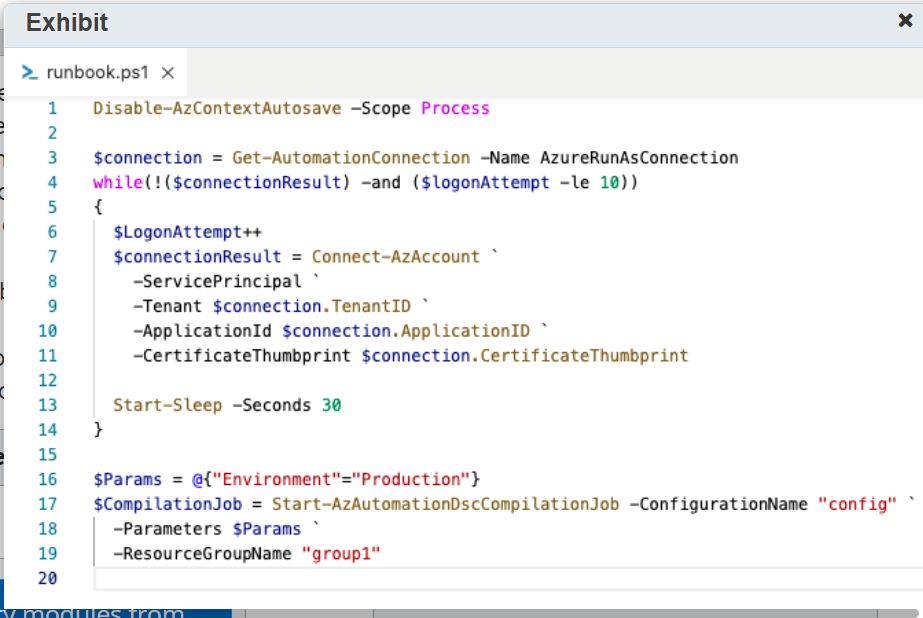 Exhibit
runbook.ps1
1 Disable-AzContextAutosave –Scope Process
2
3 $connection = Get-AutomationConnection –Name AzureRunAsConnection
4 while(!($connectionResult) –and ($logonAttempt –le 10))
5 {
6 $LogonAttempt++
7 $connectionResult = Connect-AzAccount `
8 –ServicePrincipal `
9 –Tenant $connection.TenantID `
10 –ApplicationId $connection.ApplicationID `
11 –CertificateThumbprint $connection.CertificateThumbprint
12
13 Start-Sleep –Seconds 30
14 }
15
16 $Params = @{"Environment"="Production"}
17 $CompilationJob = Start-AzAutomationDscCompilationJob –ConfigurationName "config" `
18 –Parameters $Params `
19 –ResourceGroupName "group1"
20
modules from